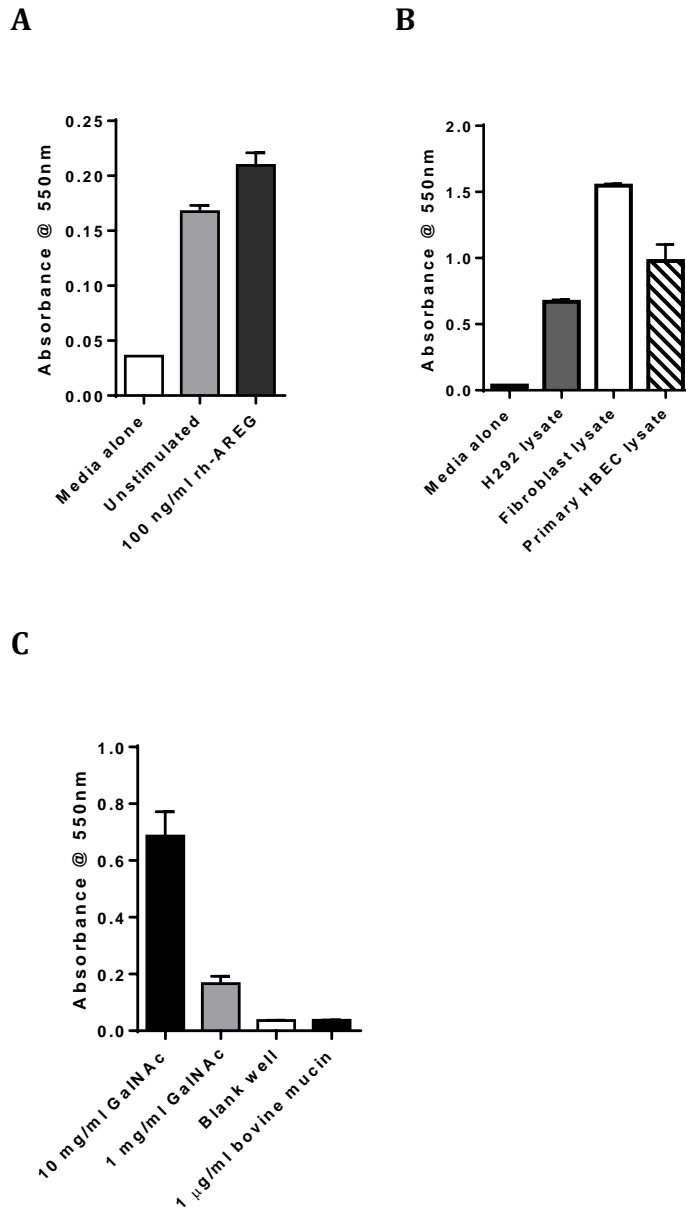 A
Absorbance @ 550nm
0.25
0.20
0.15
0.10
0.05
0.00
Media alone
Unstimulated
100 ng/ml rh-AREG
B
Absorbance @ 550nm
2.0
1.5
1.0
0.5
0.0
Media alone
H292 lysate
Fibroblast lysate
Primary HBEC lysate
C
Absorbance @ 550nm
1.0
0.8
0.6
0.4
0.2
0.0
10 mg/ml GalNAc
1 mg/ml GalNAc
Blank well
1 μg/ml bovine mucin